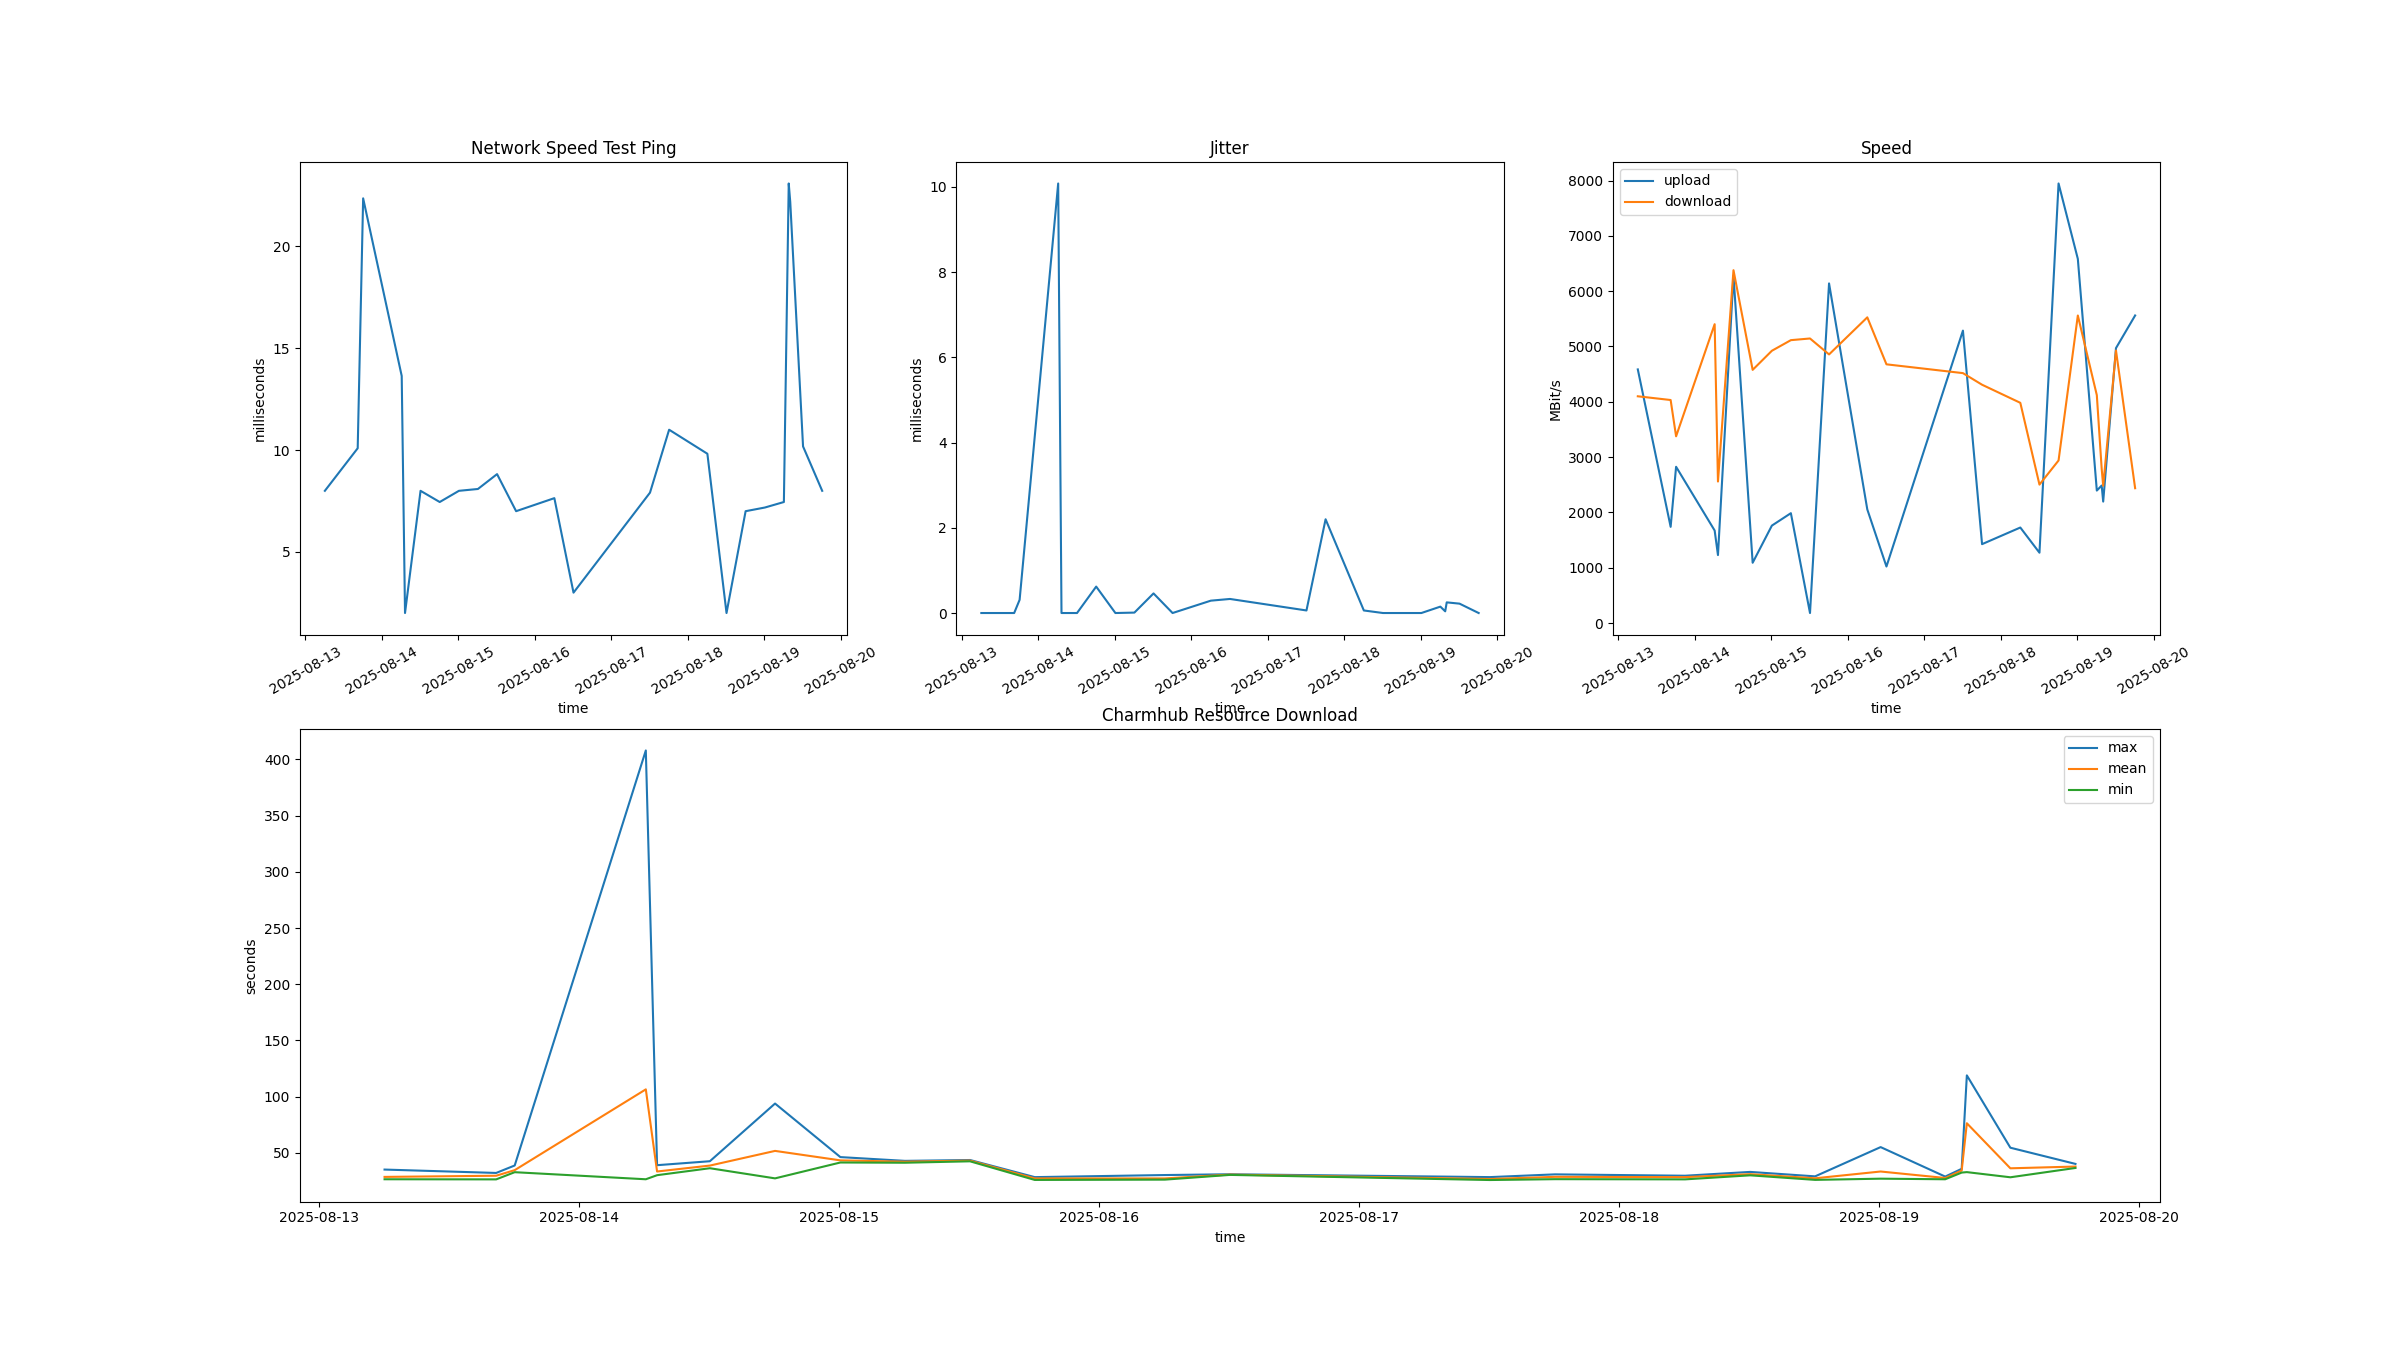 Network Speed Test Ping
milliseconds
20
15
10
5
2025-08-13 2025-08-14 2025-08-15 2025-08-16 2025-08-17 2025-08-18 2025-08-19 2025-08-20
time
Jitter
milliseconds
10
8
6
4
2
0
2025-08-13 2025-08-14 2025-08-15 2025-08-16 2025-08-17 2025-08-18 2025-08-19 2025-08-20
time
Speed
upload
download
MBit/s
8000
7000
6000
5000
4000
3000
2000
1000
0
2025-08-13 2025-08-14 2025-08-15 2025-08-16 2025-08-17 2025-08-18 2025-08-19 2025-08-20
time
Charmhub Resource Download
max
mean
min
seconds
400
350
300
250
200
150
100
50
2025-08-13 2025-08-14 2025-08-15 2025-08-16 2025-08-17 2025-08-18 2025-08-19 2025-08-20
time